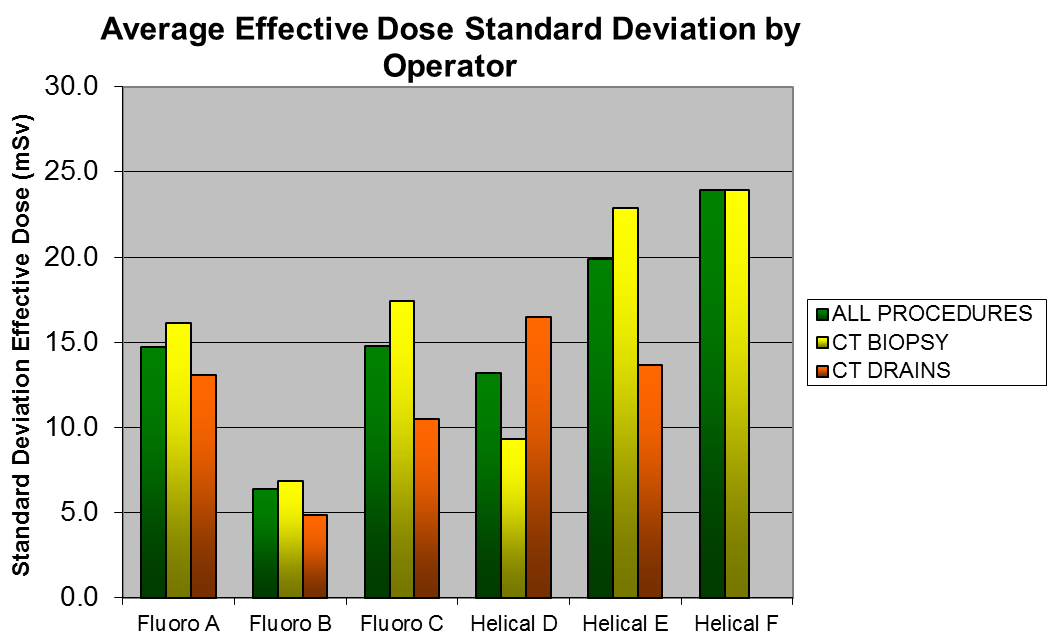 Average Effective Dose Standard Deviation by
Operator
Standard Deviation Effective Dose (mSv)
30.0
25.0
20.0
15.0
10.0
5.0
0.0
Fluoro A
Fluoro B
Fluoro C
Helical D
Helical E
Helical F
ALL PROCEDURES
CT BIOPSY
CT DRAINS